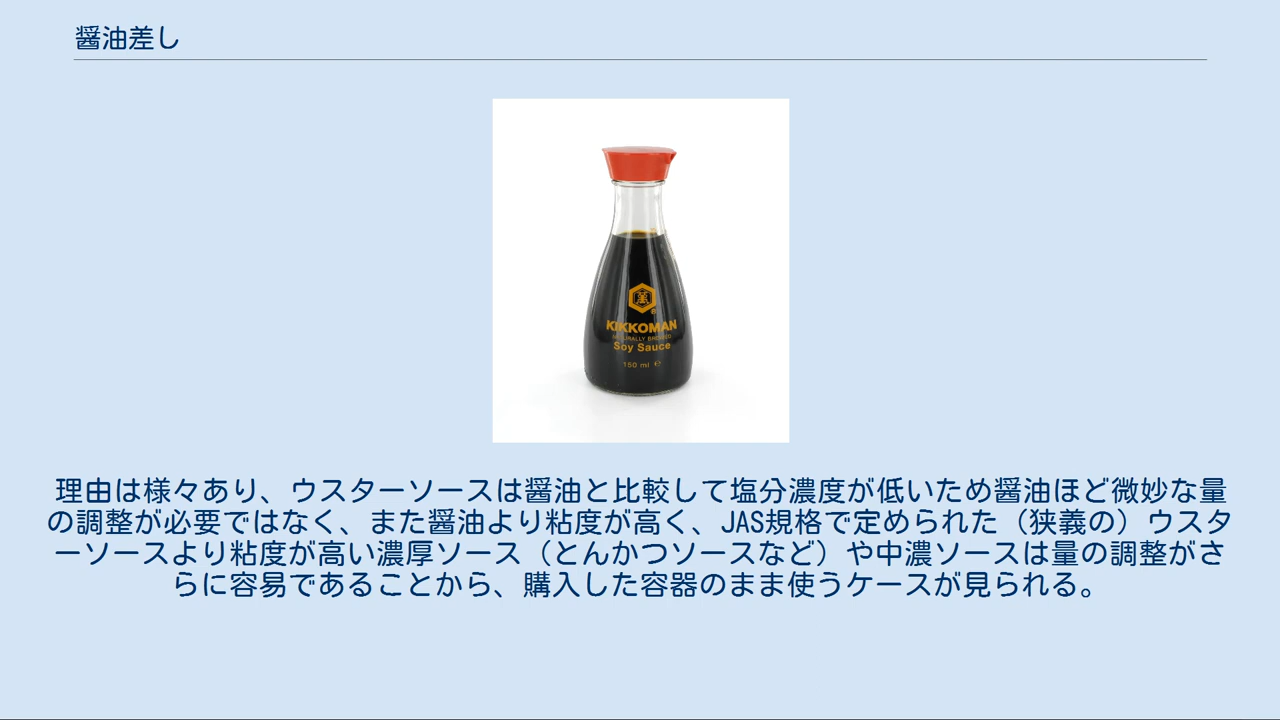 醤油差し
KIKKOMAN
NATURALLY BREWED
Soy Sauce
150 ml ℮
理由は様々あり、ウスターソースは醤油と比較して塩分濃度が低いため醤油ほど微妙な量
の調整が必要ではなく、また醤油より粘度が高く、JAS規格で定められた（狭義の）ウスタ
ーソースより粘度が高い濃厚ソース（とんかつソースなど）や中濃ソースは量の調整がさ
らに容易であることから、購入した容器のまま使うケースが見られる。